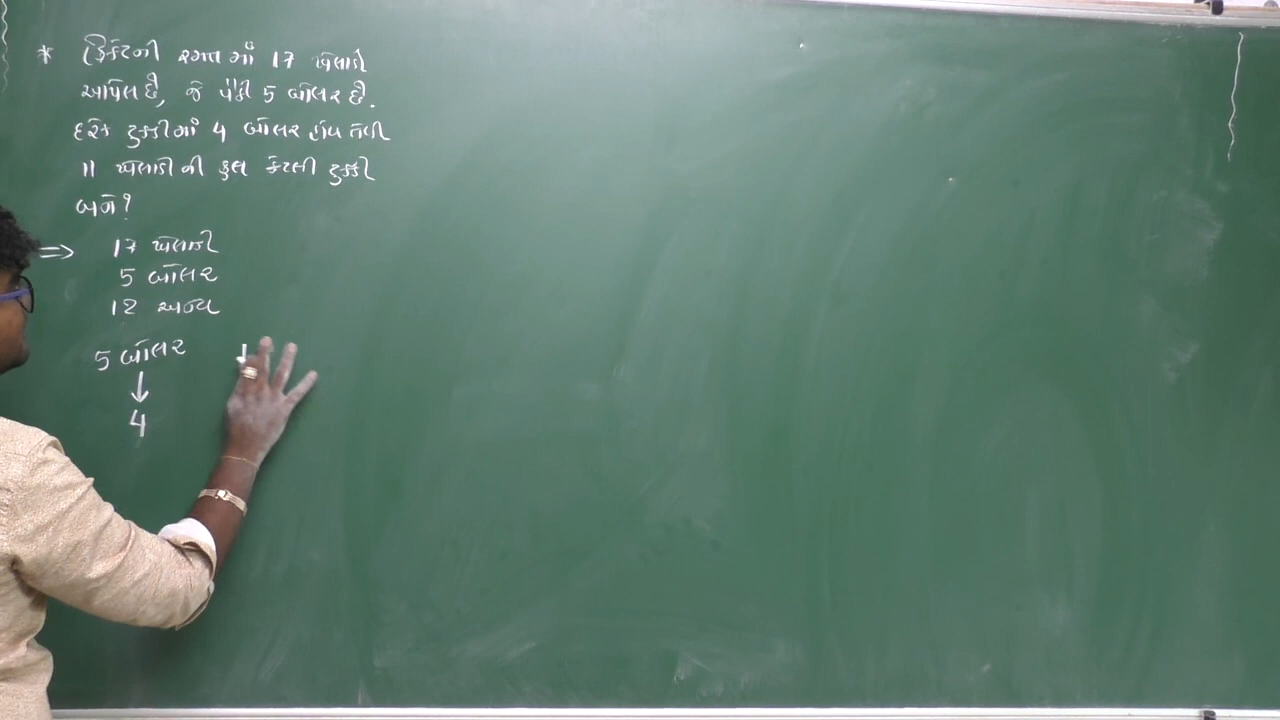 * ક્રિકેટની રમતમાં 17 ખેલાડી
આપેલ છે, જે પૈકી 5 બોલર છે.
દરેક ટુકડીમાં 4 બોલર હોય તેવી
11 ખેલાડીની કુલ કેટલી ટુકડી
બને?
⇒ 17 ખેલાડી
5 બોલર
12 અન્ય
5 બોલર
↓
4